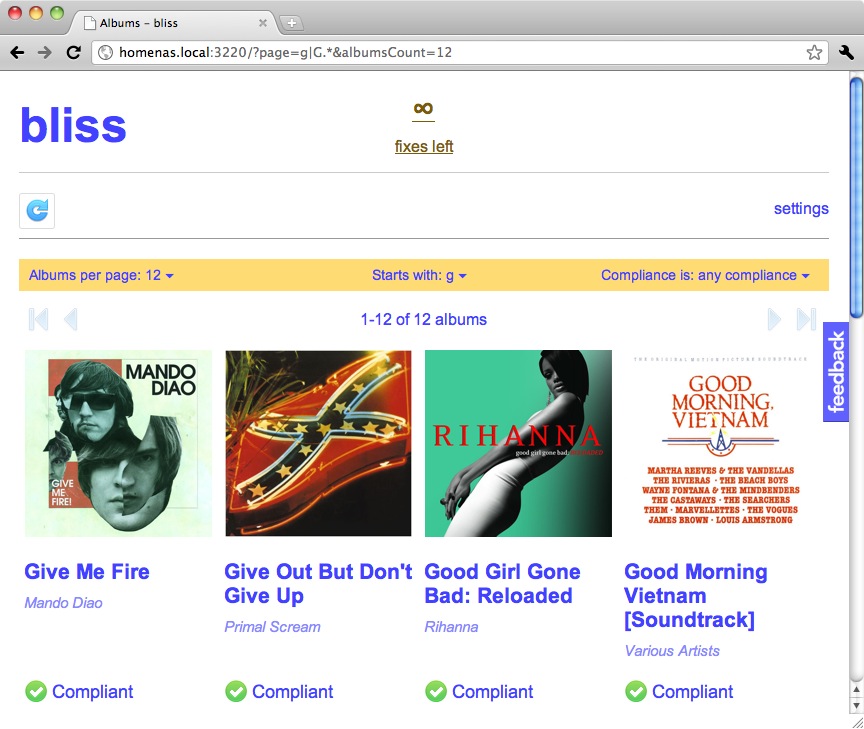 Albums – bliss
homenas.local:3220/?page=g|G.*&albumsCount=12
bliss
∞
fixes left
settings
Albums per page: 12
Starts with: g
Compliance is: any compliance
1-12 of 12 albums
feedback
MANDO
DIAO
GIVE
ME
FIRE!
RIHANNA
good girl gone bad: RELOADED
THE ORIGINAL MOTION PICTURE SOUNDTRACK
GOOD
MORNING,
VIETNAM
MARTHA REEVES & THE VANDELLAS
THE RIVIERAS · THE BEACH BOYS
WAYNE FONTANA & THE MINDBENDERS
THE CASTAWAYS · THE SEARCHERS
THEM · MARVELLETTES · THE VOGUES
JAMES BROWN · LOUIS ARMSTRONG
Give Me Fire
Mando Diao
Compliant
Give Out But Don't
Give Up
Primal Scream
Compliant
Good Girl Gone
Bad: Reloaded
Rihanna
Compliant
Good Morning
Vietnam
[Soundtrack]
Various Artists
Compliant